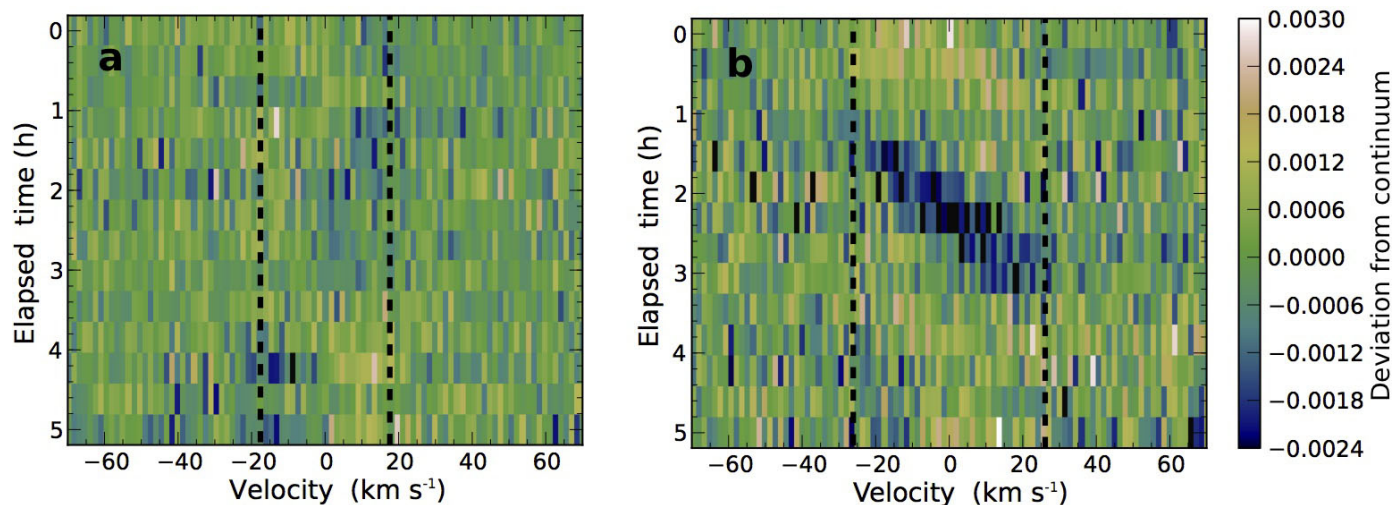 a
Elapsed time (h)
0
1
2
3
4
5
−60 −40 −20 0 20 40 60
Velocity (km s-1)
b
Elapsed time (h)
0
1
2
3
4
5
−60 −40 −20 0 20 40 60
Velocity (km s-1)
0.0030
0.0024
0.0018
0.0012
0.0006
0.0000
−0.0006
−0.0012
−0.0018
−0.0024
Deviation from continuum